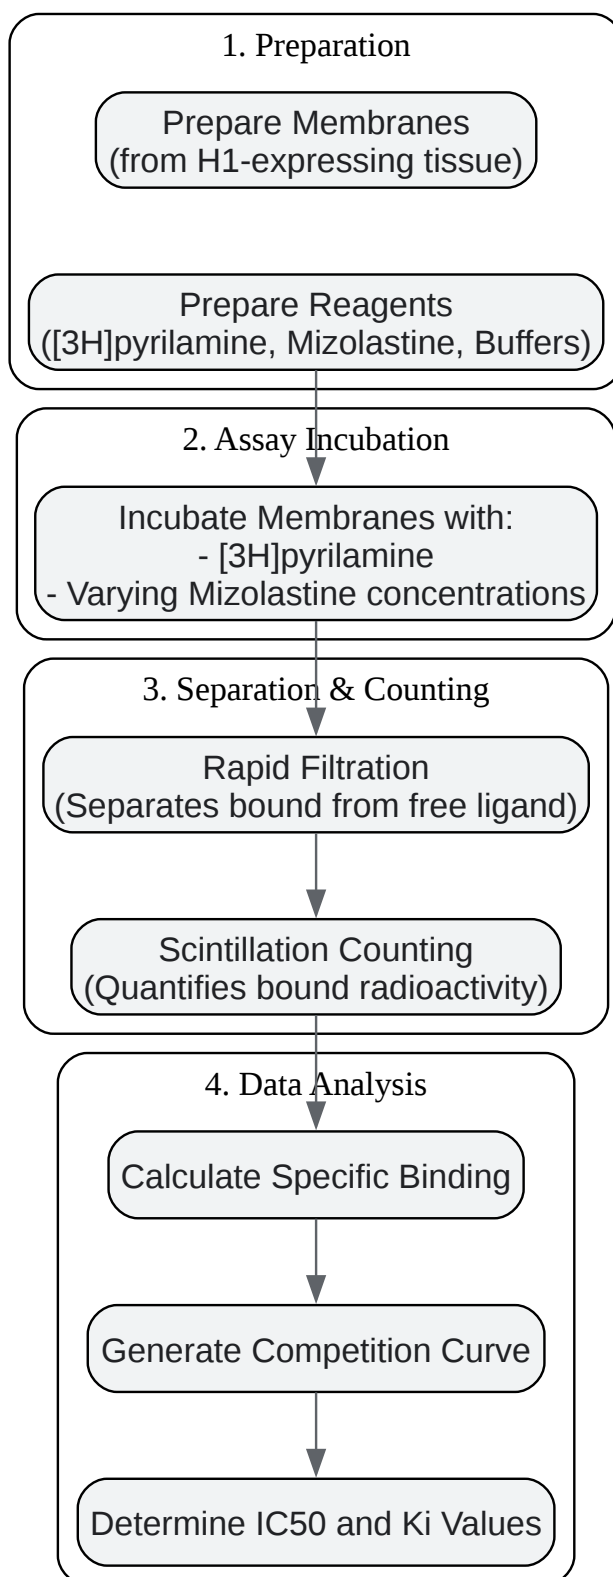 1. Preparation
Prepare Membranes
(from H1-expressing tissue)
Prepare Reagents
([3H]pyrilamine, Mizolastine, Buffers)
2. Assay Incubation
Incubate Membranes with:
- [3H]pyrilamine
- Varying Mizolastine concentrations
3. Separation & Counting
Rapid Filtration
(Separates bound from free ligand)
Scintillation Counting
(Quantifies bound radioactivity)
4. Data Analysis
Calculate Specific Binding
Generate Competition Curve
Determine IC50 and Ki Values